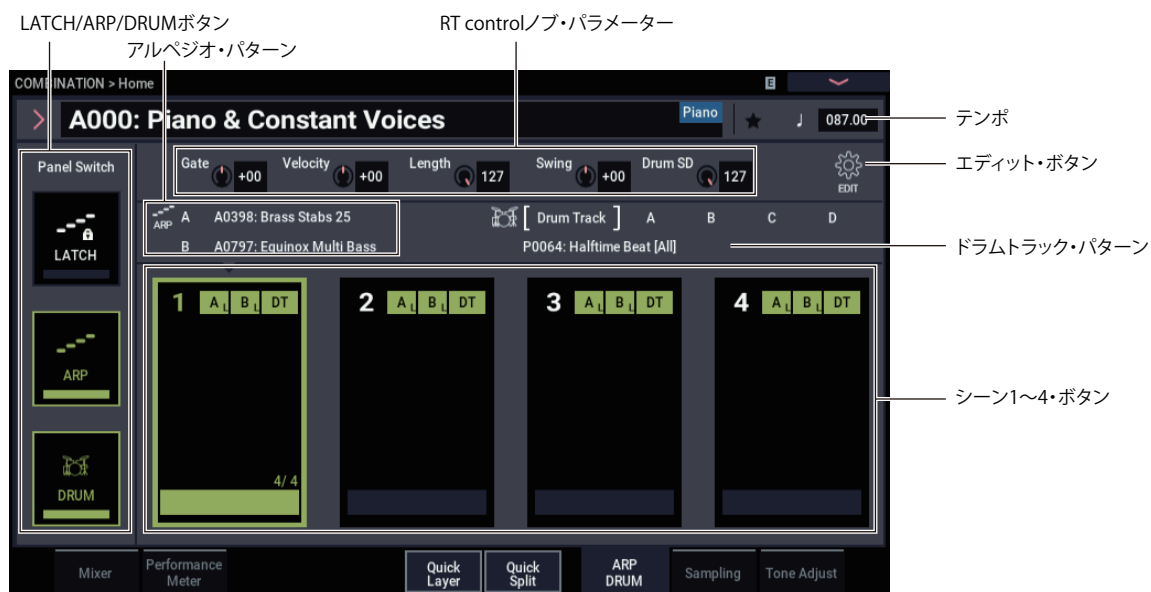 LATCH/ARP/DRUMボタン
RT controlノブ・パラメーター
アルペジオ・パターン
COMBINATION > Home
E
A000: Piano & Constant Voices
Piano
♩
087.00
テンポ
Panel Switch
Gate +00 Velocity +00 Length 127 Swing +00 Drum SD 127
EDIT
エディット・ボタン
ARP A A0398: Brass Stabs 25
[ Drum Track ] A B C D
B A0797: Equinox Multi Bass
P0064: Halftime Beat [All]
ドラムトラック・パターン
LATCH
ARP
DRUM
1 A L B L DT
2 A L B L DT
3 A L B L DT
4 A L B L DT
4/4
シーン1〜4・ボタン
Mixer
Performance
Meter
Quick
Layer
Quick
Split
ARP
DRUM
Sampling
Tone Adjust